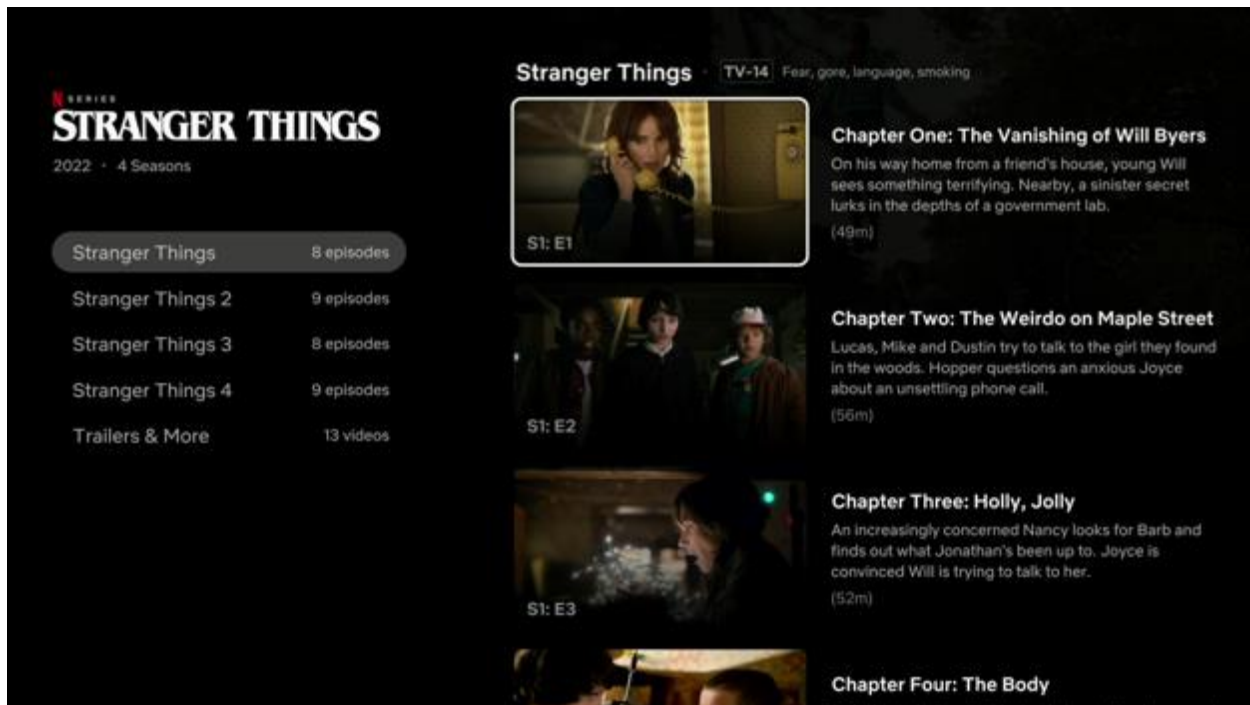 N SERIES
STRANGER THINGS
2022 · 4 Seasons
Stranger Things 8 episodes
Stranger Things 2 9 episodes
Stranger Things 3 8 episodes
Stranger Things 4 9 episodes
Trailers & More 13 videos
Stranger Things · TV-14 Fear, gore, language, smoking
S1: E1
Chapter One: The Vanishing of Will Byers
On his way home from a friend's house, young Will
sees something terrifying. Nearby, a sinister secret
lurks in the depths of a government lab.
(49m)
S1: E2
Chapter Two: The Weirdo on Maple Street
Lucas, Mike and Dustin try to talk to the girl they found
in the woods. Hopper questions an anxious Joyce
about an unsettling phone call.
(56m)
S1: E3
Chapter Three: Holly, Jolly
An increasingly concerned Nancy looks for Barb and
finds out what Jonathan's been up to. Joyce is
convinced Will is trying to talk to her.
(52m)
Chapter Four: The Body